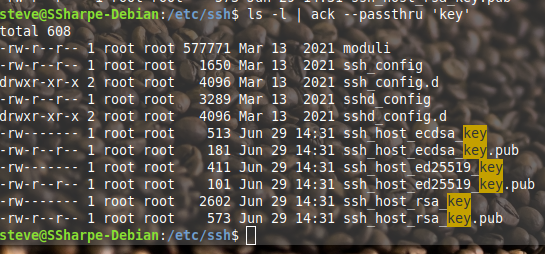 steve@SSharpe-Debian:/etc/ssh$ ls -l | ack --passthru 'key'
total 608
-rw-r--r-- 1 root root 577771 Mar 13  2021 moduli
-rw-r--r-- 1 root root   1650 Mar 13  2021 ssh_config
drwxr-xr-x 2 root root   4096 Mar 13  2021 ssh_config.d
-rw-r--r-- 1 root root   3289 Mar 13  2021 sshd_config
drwxr-xr-x 2 root root   4096 Mar 13  2021 sshd_config.d
-rw------- 1 root root    513 Jun 29 14:31 ssh_host_ecdsa_key
-rw-r--r-- 1 root root    181 Jun 29 14:31 ssh_host_ecdsa_key.pub
-rw------- 1 root root    411 Jun 29 14:31 ssh_host_ed25519_key
-rw-r--r-- 1 root root    101 Jun 29 14:31 ssh_host_ed25519_key.pub
-rw------- 1 root root   2602 Jun 29 14:31 ssh_host_rsa_key
-rw-r--r-- 1 root root    573 Jun 29 14:31 ssh_host_rsa_key.pub
steve@SSharpe-Debian:/etc/ssh$